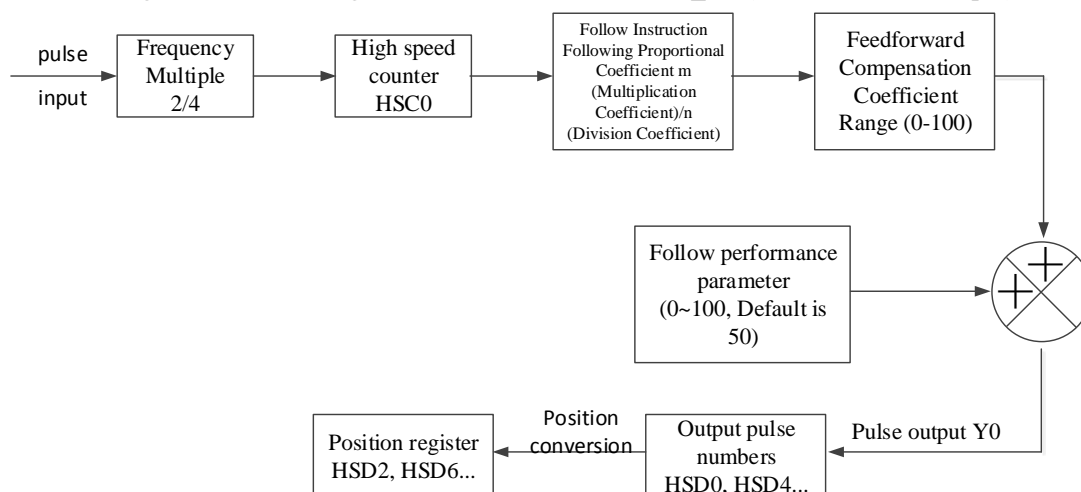 pulse
input
Frequency
Multiple
2/4
High speed
counter
HSC0
Follow Instruction
Following Proportional
Coefficient m
(Multiplication
Coefficient)/n
(Division Coefficient)
Feedforward
Compensation
Coefficient
Range (0-100)
Follow performance
parameter
(0~100, Default is
50)
+
+
Pulse output Y0
Output pulse
numbers
HSD0, HSD4...
Position
conversion
Position register
HSD2, HSD6...